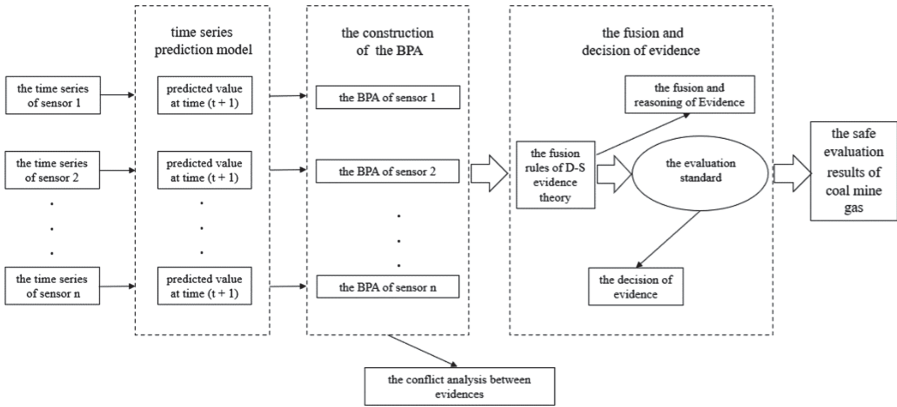 time series
prediction model
the construction
of the BPA
the fusion and
decision of evidence
the time series
of sensor 1
predicted value
at time (t + 1)
the BPA of sensor 1
the fusion and
reasoning of Evidence
the time series
of sensor 2
predicted value
at time (t + 1)
the BPA of sensor 2
the fusion
rules of D-S
evidence
theory
the evaluation
standard
the safe
evaluation
results of
coal mine
gas
the time series
of sensor n
predicted value
at time (t + 1)
the BPA of sensor n
the decision of
evidence
the conflict analysis between
evidences